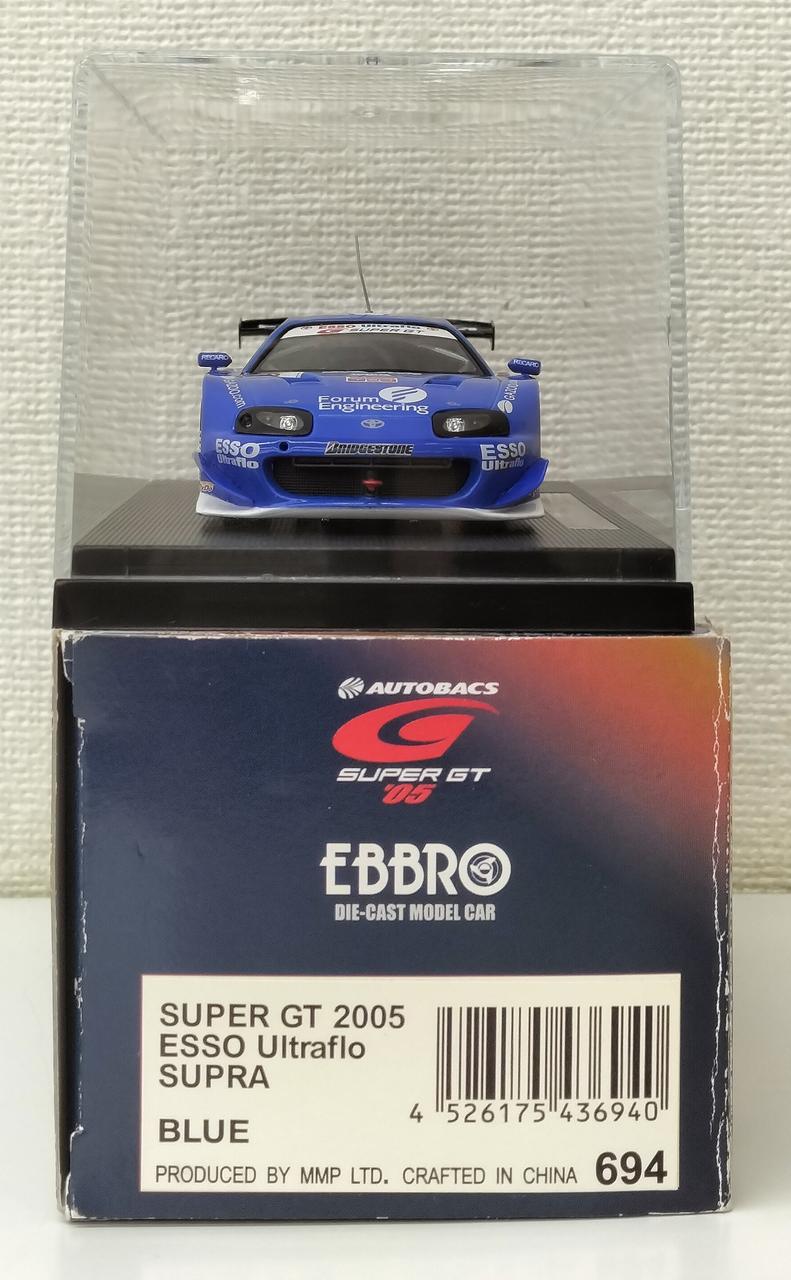 ESSO Ultraflo
SUPER GT
RECARO
RECARO
Forum
Engineering
BRIDGESTONE
ESSO
Ultraflo
ESSO
Ultraflo
AUTOBACS
SUPER GT
'05
EBBRO
DIE-CAST MODEL CAR
SUPER GT 2005
ESSO Ultraflo
SUPRA
BLUE
4 526175 436940
PRODUCED BY MMP LTD. CRAFTED IN CHINA 694